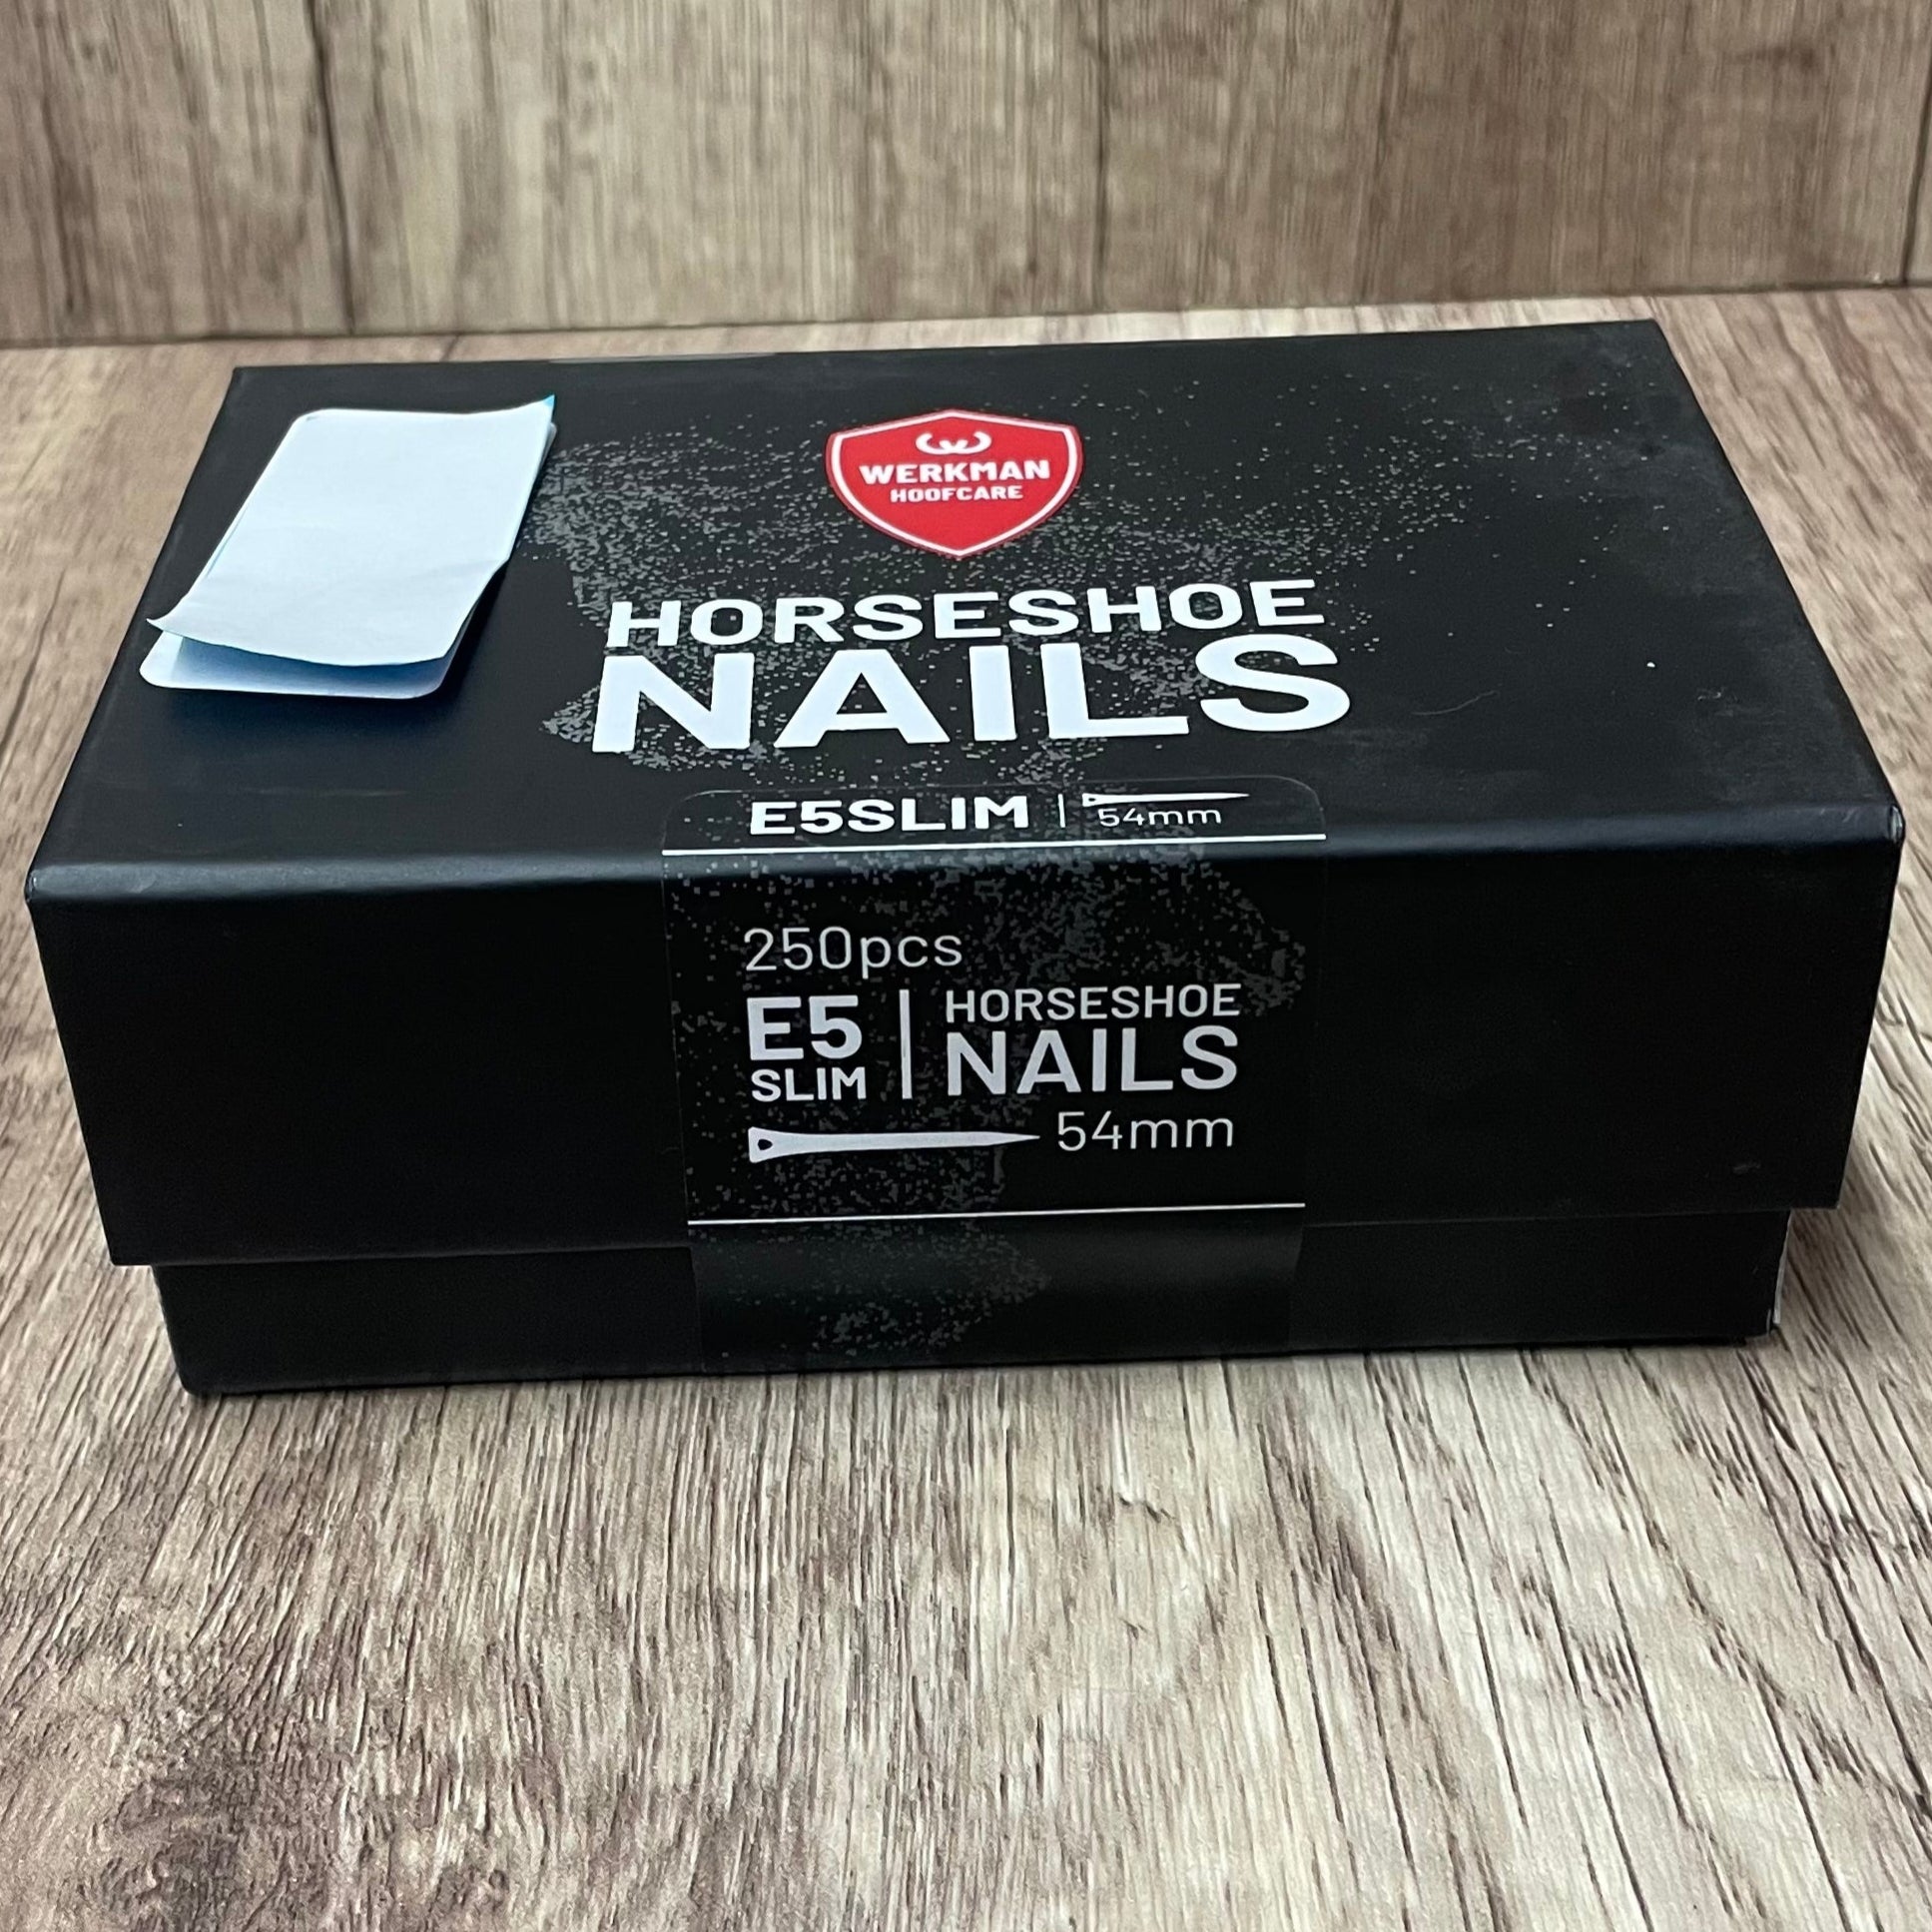 WERKMAN
HOOFCARE
HORSESHOE
NAILS
E5SLIM | 54mm
250pcs
E5 SLIM | HORSESHOE NAILS
54mm